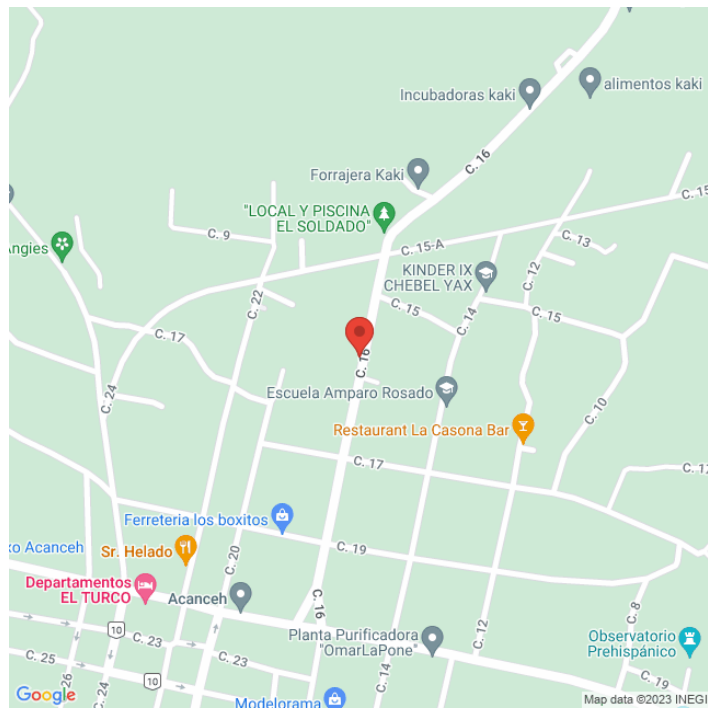 alimentos kaki
Incubadoras kaki
C. 16
Forrajera Kaki
"LOCAL Y PISCINA
EL SOLDADO"
C. 15
C. 9
C. 15-A
C. 13
Angies
KINDER IX
CHEBEL YAX
C. 12
C. 22
C. 15
C. 14
C. 15
C. 17
C. 16
C. 24
Escuela Amparo Rosado
C. 10
Restaurant La Casona Bar
C. 17
C. 17
Ferreteria los boxitos
C. 19
xo Acanceh
Sr. Helado
C. 20
Departamentos
EL TURCO
Acanceh
C. 16
C. 8
10
C. 23
Planta Purificadora
"OmarLaPone"
C. 12
Observatorio
Prehispánico
C. 25
C. 23
C. 26
10
C. 24
C. 14
C. 19
Google
Modelorama
Map data ©2023 INEGI